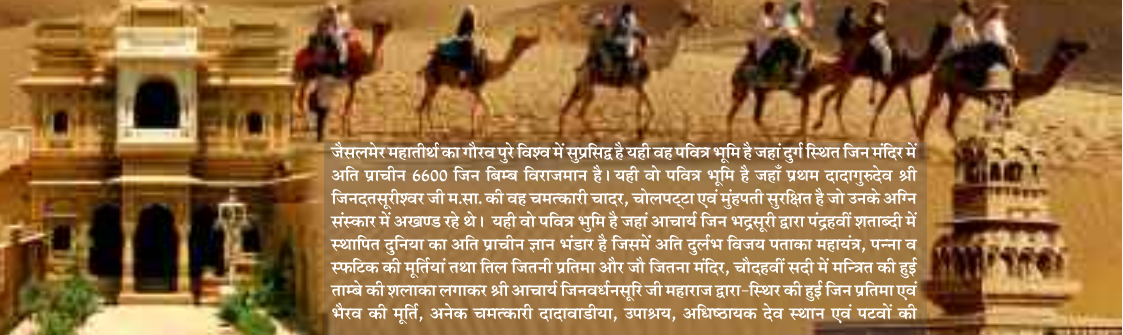 जैसलमेर महातीर्थ का गौरव पुरे विश्व में सुप्रसिद्व है यही वह पवित्र भूमि है जहां दुर्ग स्थित जिन मंदिर में
अति प्राचीन 6600 जिन बिम्ब विराजमान है। यही वो पवित्र भूमि है जहाँ प्रथम दादागुरुदेव श्री
जिनदतसूरीश्वर जी म.सा. की वह चमत्कारी चादर, चोलपट्टा एवं मुंहपती सुरक्षित है जो उनके अग्नि
संस्कार में अखण्ड रहे थे। यही वो पवित्र भुमि है जहां आचार्य जिन भद्रसूरी द्वारा पंद्रहवीं शताब्दी में
स्थापित दुनिया का अति प्राचीन ज्ञान भंडार है जिसमें अति दुर्लभ विजय पताका महायंत्र, पन्ना व
स्फटिक की मूर्तियां तथा तिल जितनी प्रतिमा और जौ जितना मंदिर, चौदहवीं सदी में मन्त्रित की हुई
ताम्बे की शलाका लगाकर श्री आचार्य जिनवर्धनसूरि जी महाराज द्वारा-स्थिर की हुई जिन प्रतिमा एवं
भैरव की मूर्ति, अनेक चमत्कारी दादावाडीया, उपाश्रय, अधिष्ठायक देव स्थान एवं पटवों की